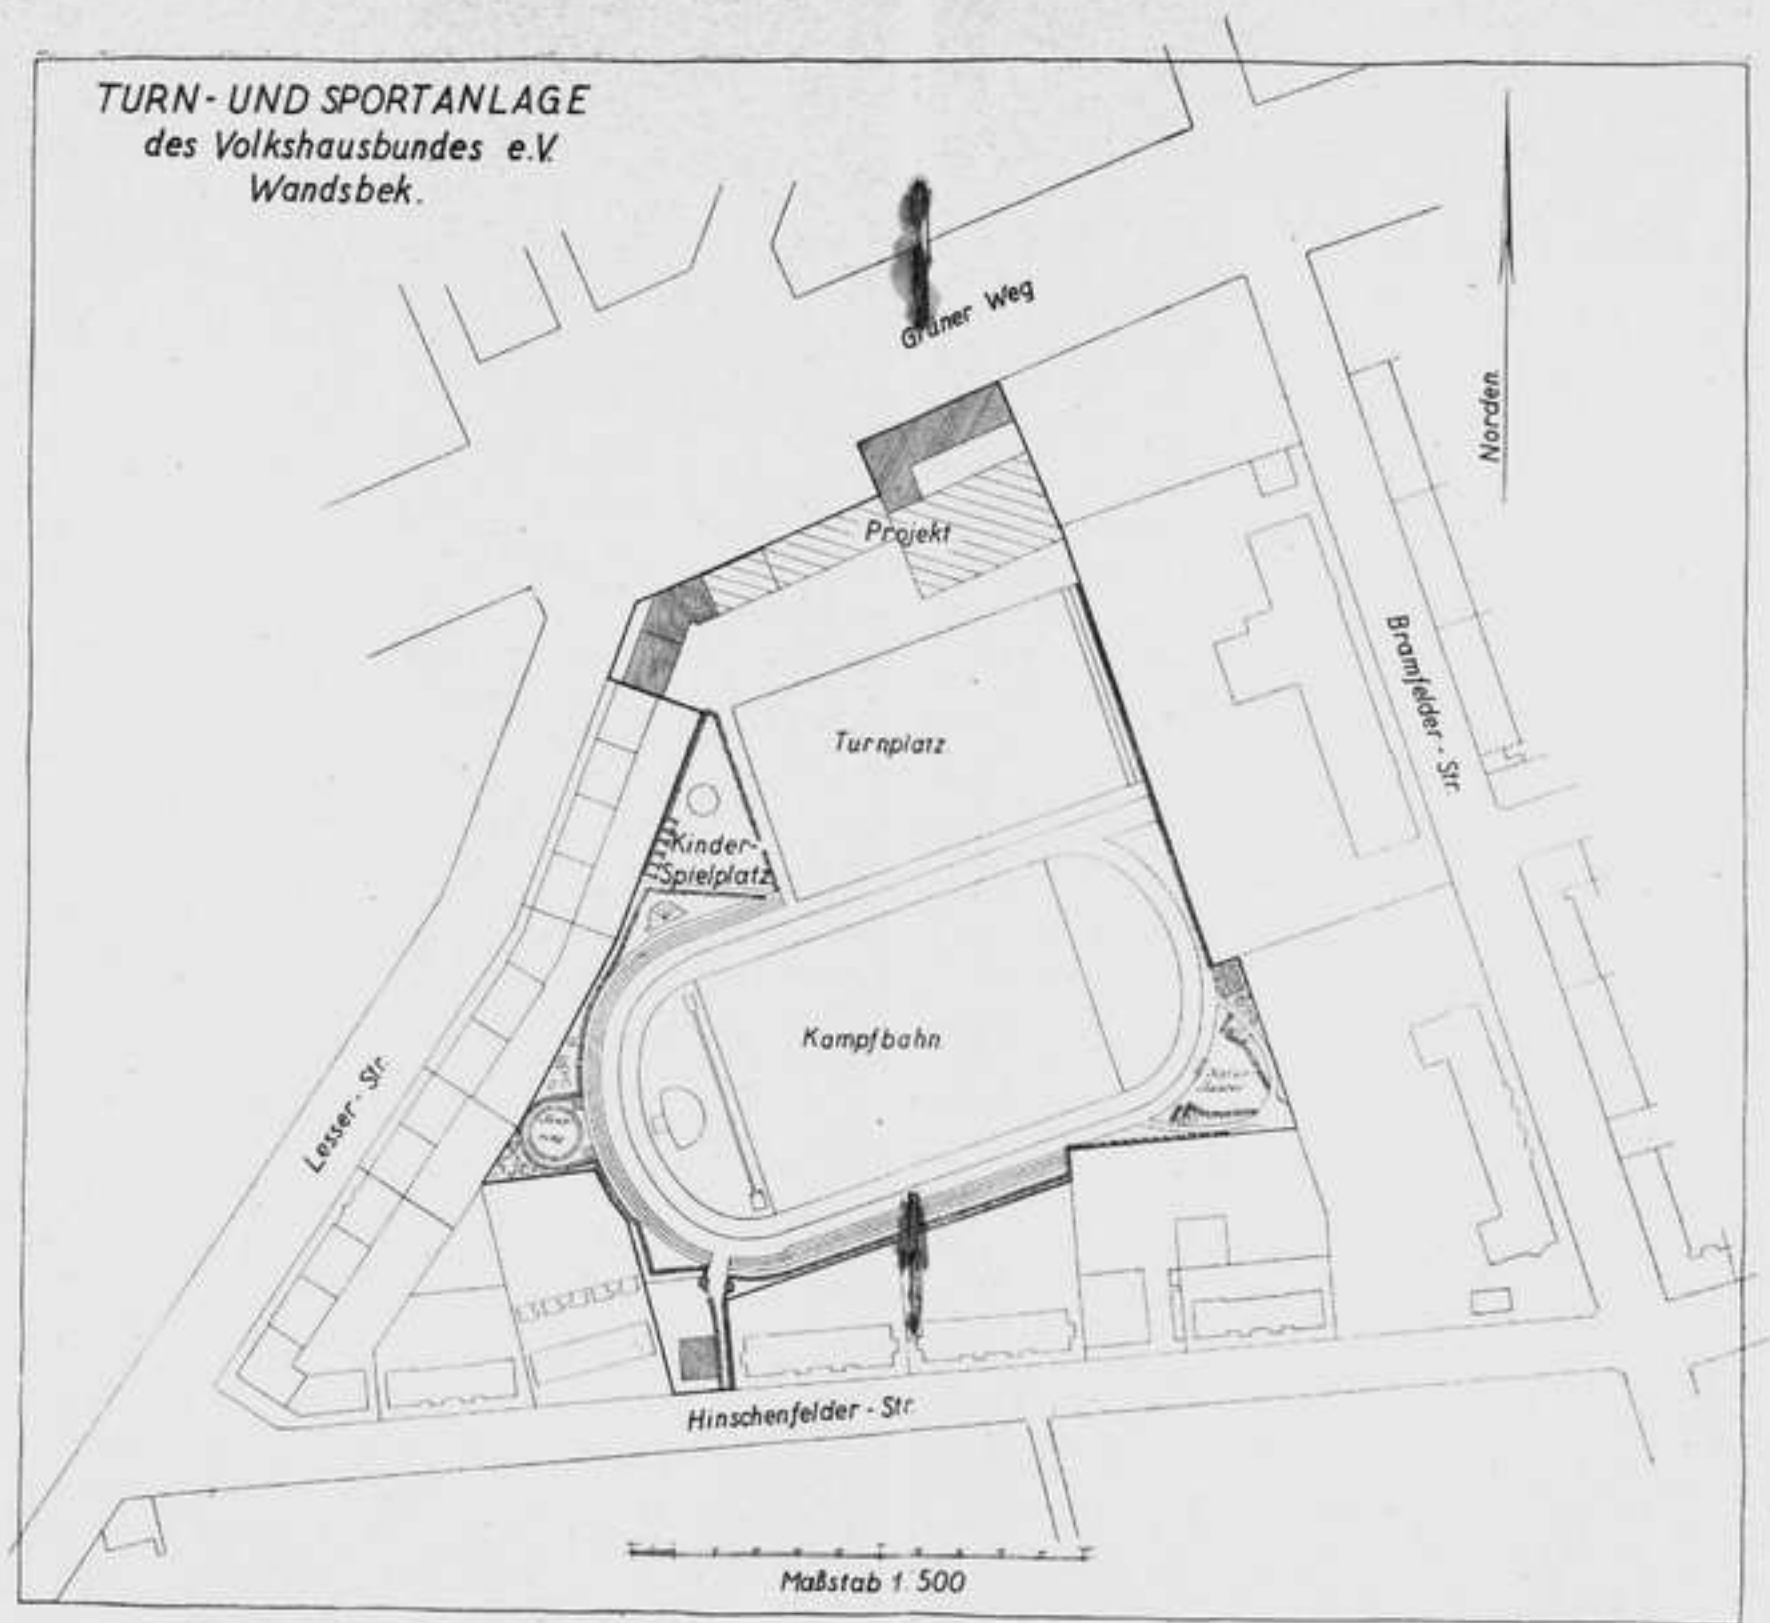 TURN- UND SPORTANLAGE
des Volkshausbundes e.V.
Wandsbek.
Grüner Weg
Norden
Projekt
Bramfelder-Str.
Turnplatz
Kinder-
Spielplatz
Kampfbahn
Lesser-Str.
Hinschenfelder-Str.
Maßstab 1:500